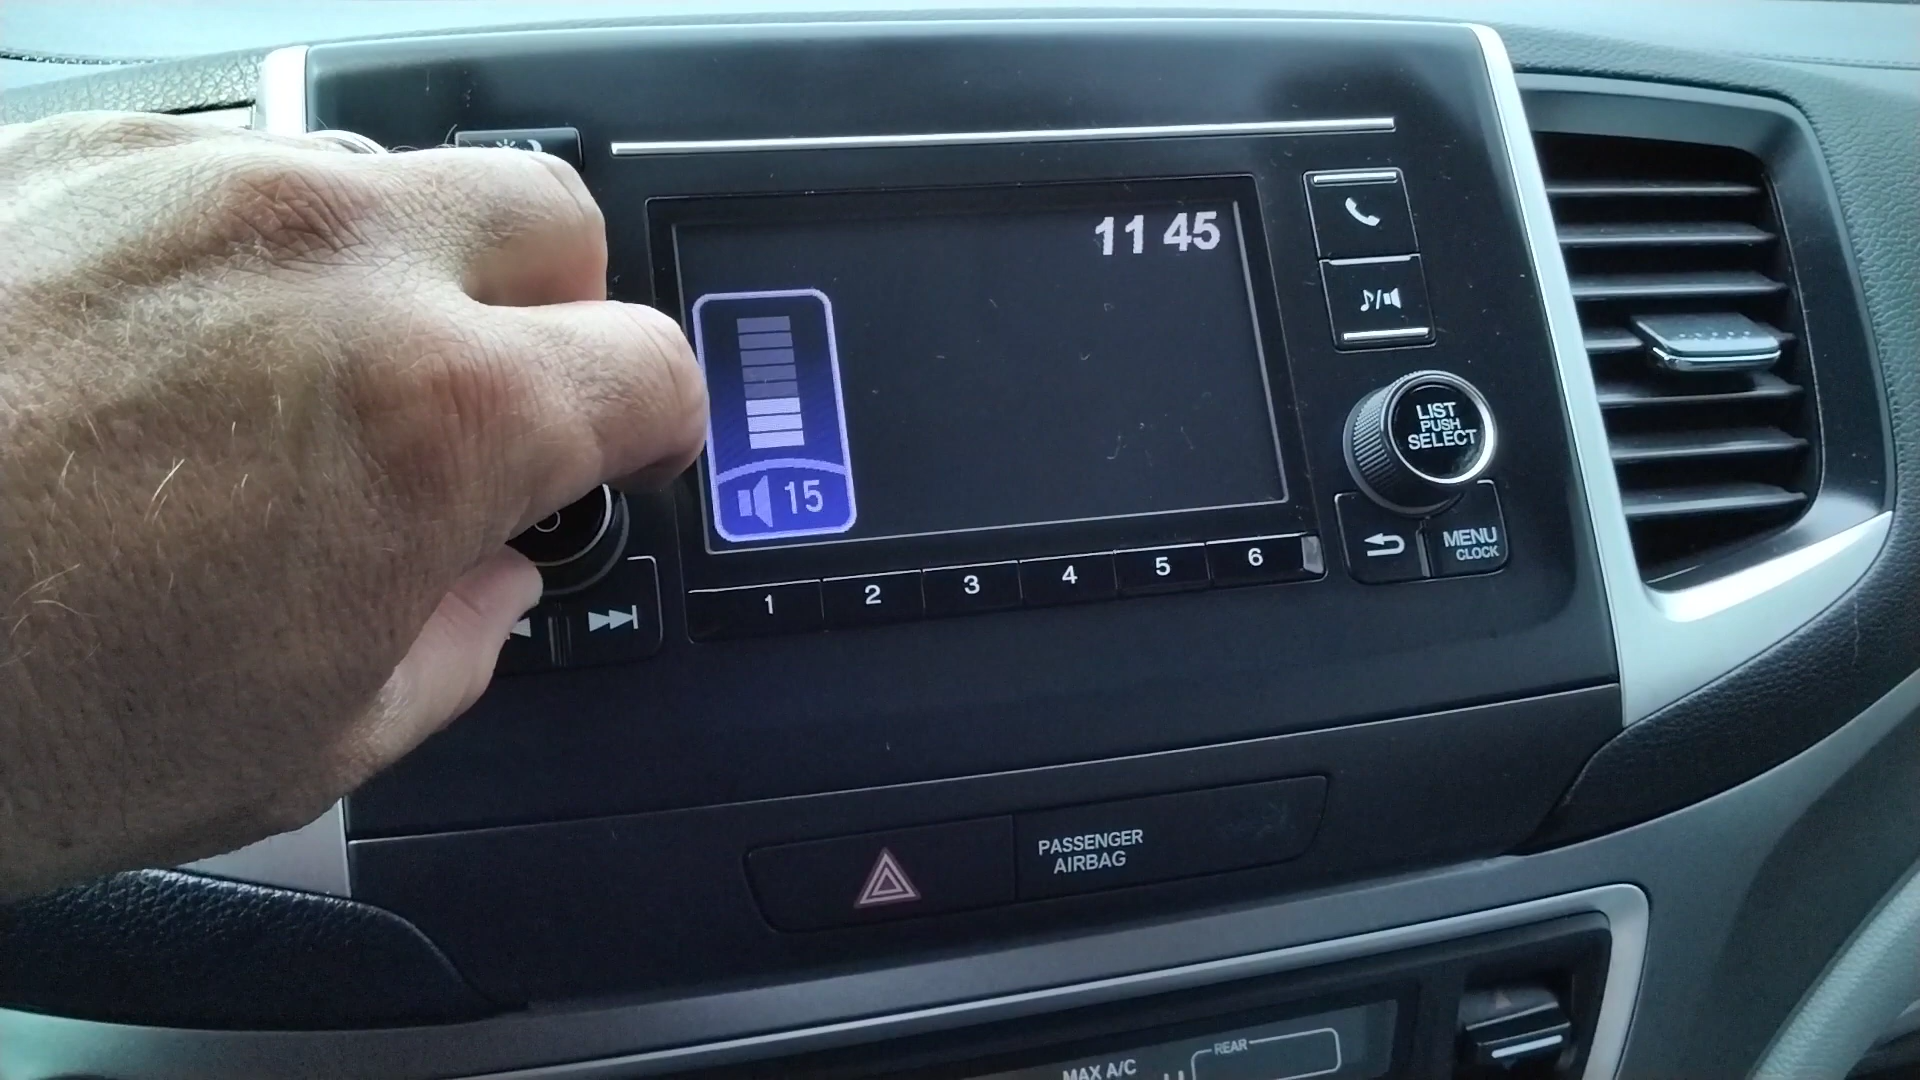 11 45
15
LIST
PUSH
SELECT
MENU
CLOCK
1 2 3 4 5 6
PASSENGER
AIRBAG
REAR
MAX A/C